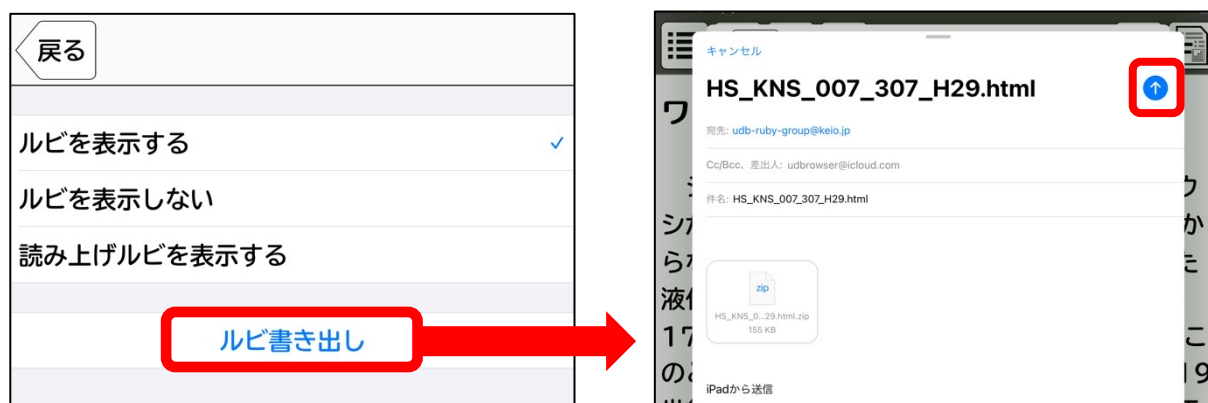 戻る
ルビを表示する
ルビを表示しない
読み上げルビを表示する
ルビ書き出し
キャンセル
HS_KNS_007_307_H29.html
宛先: udb-ruby-group@keio.jp
Cc/Bcc、差出人: udbrowser@icloud.com
件名: HS_KNS_007_307_H29.html
zip
HS_KNS_0...29.html.zip
155 KB
iPadから送信
ワ
ウ
シ
か
ら
た
液
17
こ
の
19